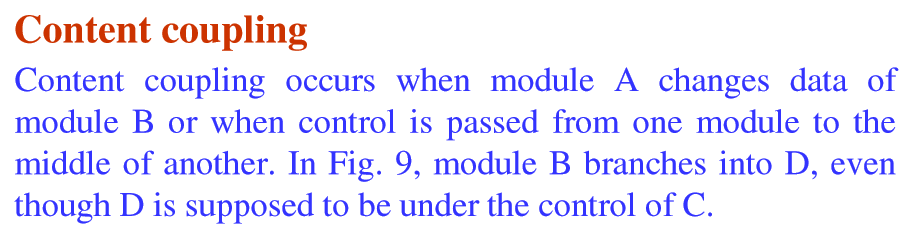 Content coupling
Content coupling occurs when module A changes data of
module B or when control is passed from one module to the
middle of another. In Fig. 9, module B branches into D, even
though D is supposed to be under the control of C.